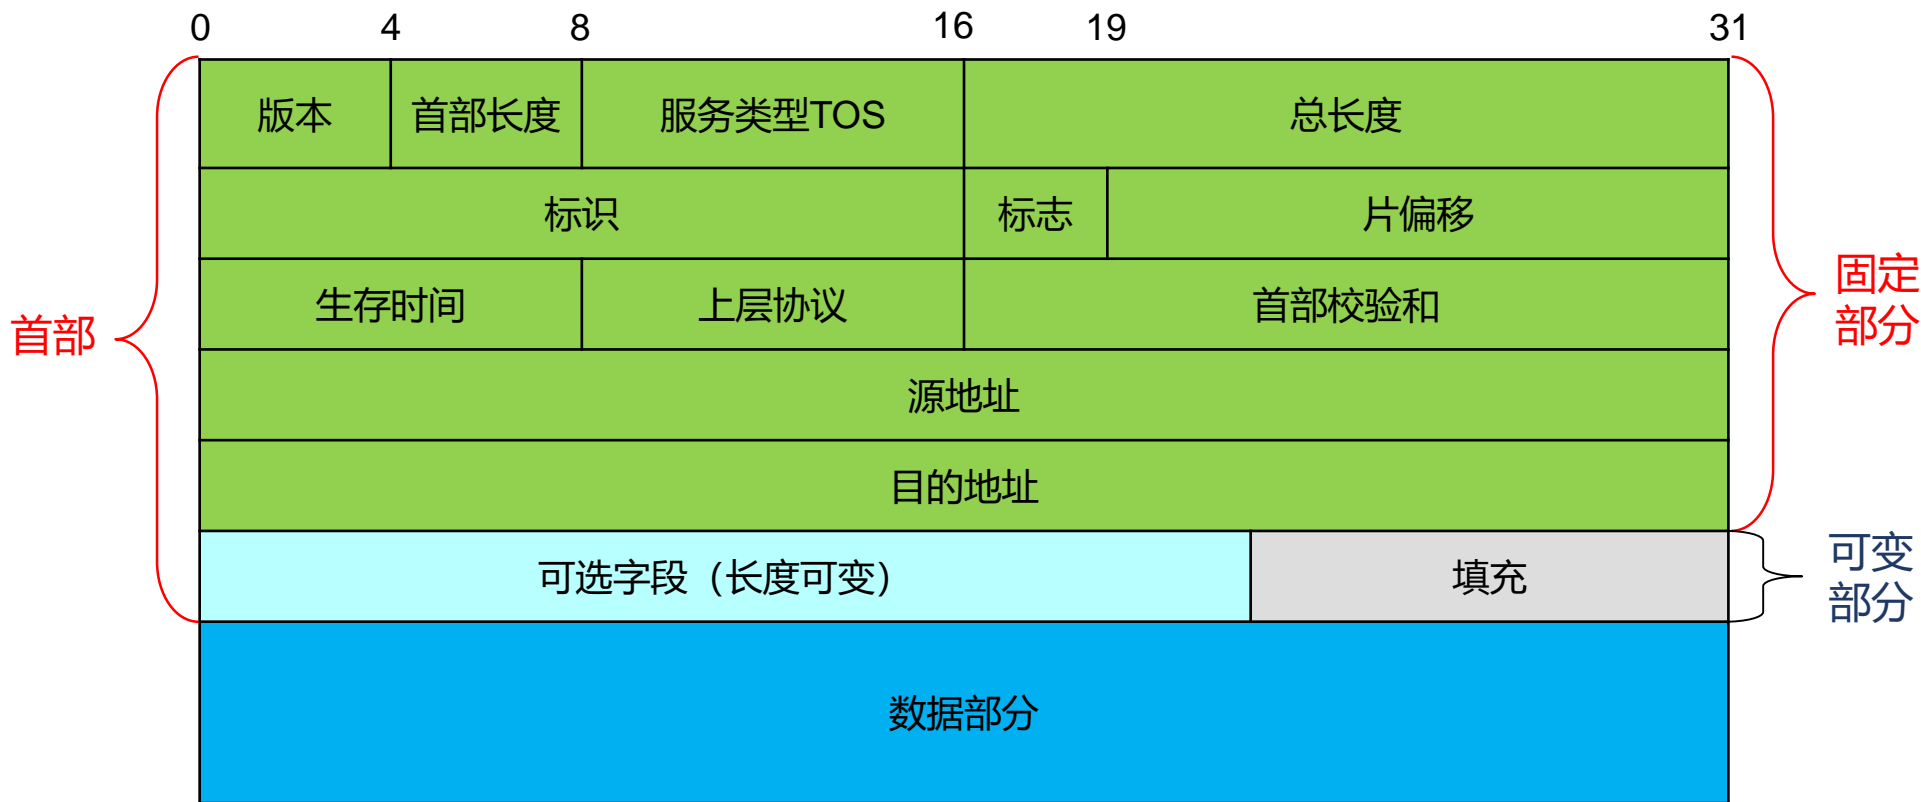 0 4 8 16 19 31
版本 首部长度 服务类型TOS 总长度
标识 标志 片偏移
生存时间 上层协议 首部校验和
源地址
目的地址
可选字段（长度可变） 填充
数据部分
首部
固定
部分
可变
部分